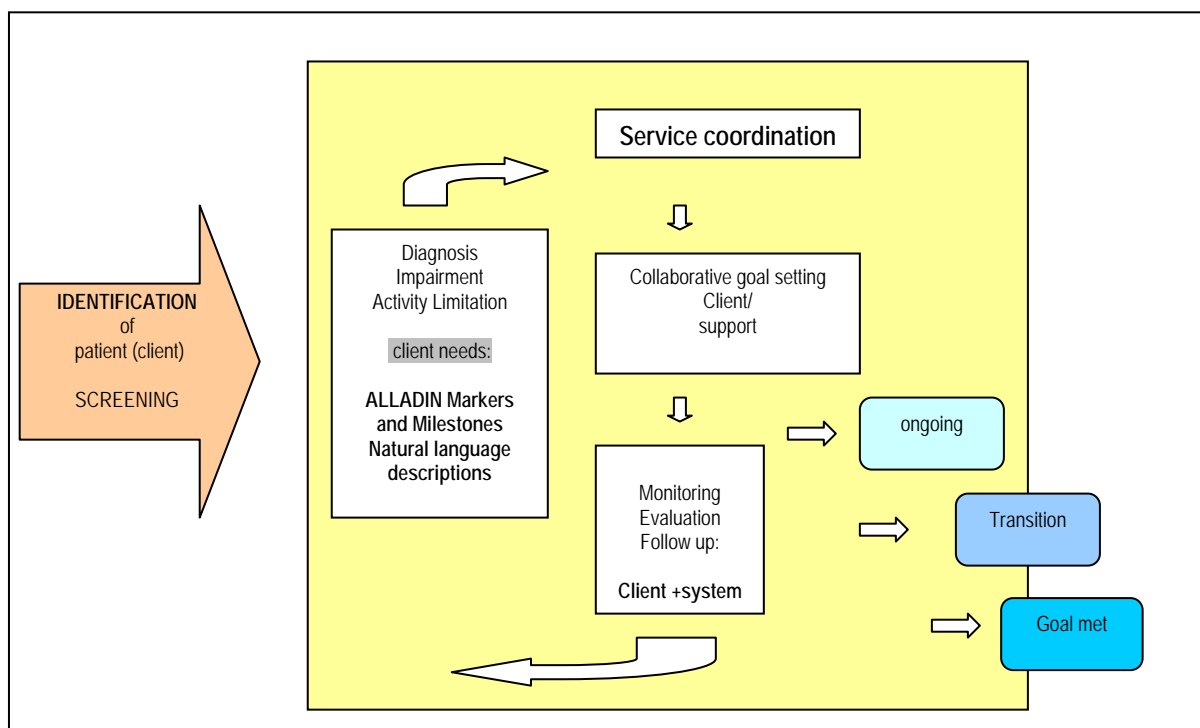 IDENTIFICATION
of
patient (client)
SCREENING
Diagnosis
Impairment
Activity Limitation
client needs:
ALLADIN Markers
and Milestones
Natural language
descriptions
Service coordination
Collaborative goal setting
Client/
support
Monitoring
Evaluation
Follow up:
Client +system
ongoing
Transition
Goal met